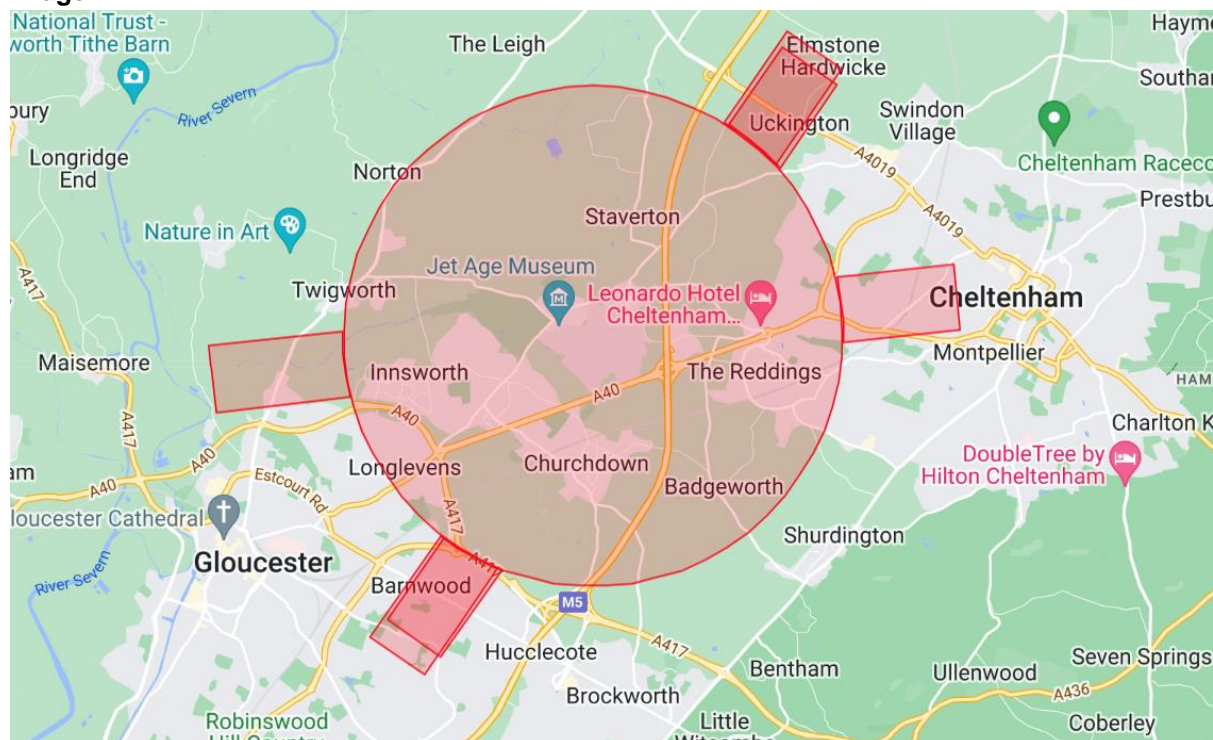 National Trust -
worth Tithe Barn
The Leigh
Elmstone
Hardwicke
River Severn
Swindon
Village
Uckington
Longridge
End
Norton
A4019
Cheltenham
A4019
Nature in Art
Staverton
Jet Age Museum
Leonardo Hotel
Cheltenham...
Twigworth
A417
Cheltenham
Maisemore
Innsworth
The Reddings
Montpellier
HAM
A40
A40
A417
Charlton K
A40
Longlevens
Churchdown
DoubleTree by
Hilton Cheltenham
am
A40
Estcourt Rd
Badgeworth
loucester Cathedral
A417
Shurdington
Gloucester
River Severn
Barnwood
M5
A417
Hucclecote
Bentham
Ullenwood
Seven Springs
Brockworth
A436
Robinswood
Little
Coberley